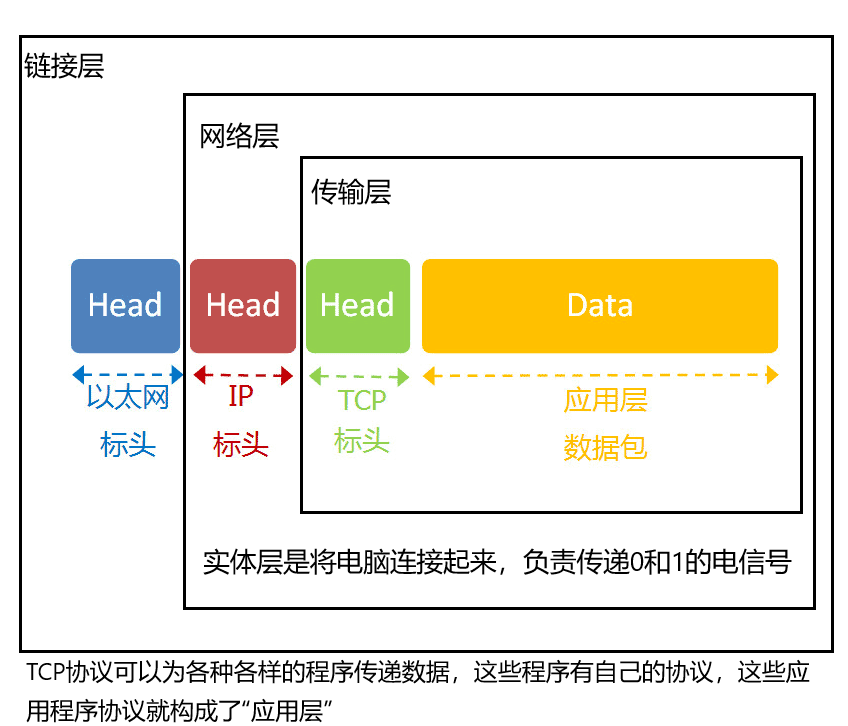 链接层
网络层
传输层
Head Head Head Data
以太网 IP TCP 应用层
标头 标头 标头 数据包
实体层是将电脑连接起来，负责传递0和1的电信号
TCP协议可以为各种各样的程序传递数据，这些程序有自己的协议，这些应
用程序协议就构成了“应用层”